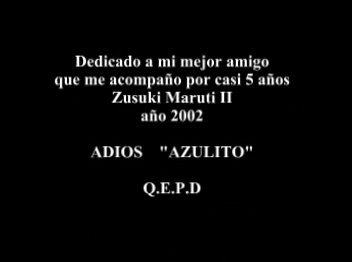 Dedicado a mi mejor amigo
que me acompaño por casi 5 años
Zusuki Maruti II
año 2002
ADIOS "AZULITO"
Q.E.P.D